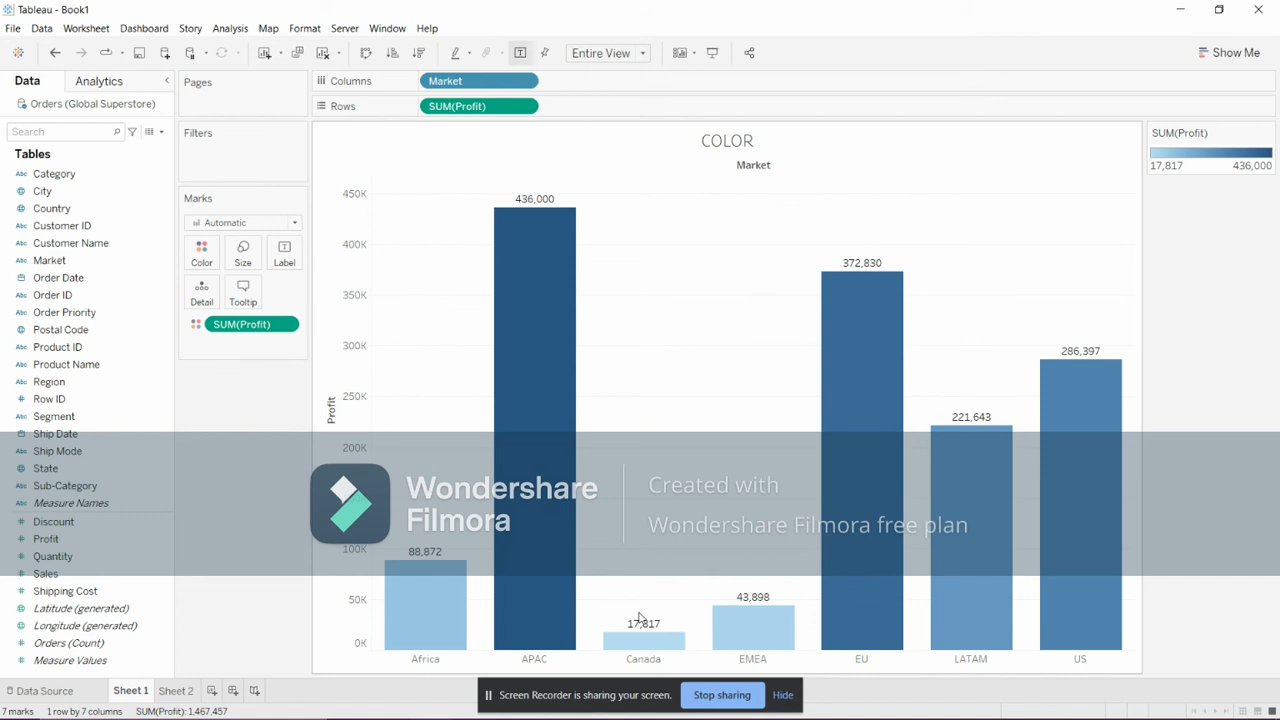 Tableau - Book1
File Data Worksheet Dashboard Story Analysis Map Format Server Window Help
Entire View
Show Me
Data Analytics
Orders (Global Superstore)
Search
Tables
Category
City
Country
Customer ID
Customer Name
Market
Order Date
Order ID
Order Priority
Postal Code
Product ID
Product Name
Region
Row ID
Segment
Ship Date
Ship Mode
State
Sub-Category
Measure Names
Discount
Profit
Quantity
Sales
Shipping Cost
Latitude (generated)
Longitude (generated)
Orders (Count)
Measure Values
Pages
Filters
Marks
Automatic
Color Size Label
Detail Tooltip
SUM(Profit)
Columns Market
Rows SUM(Profit)
COLOR
Market
Profit
450K
400K
350K
300K
250K
200K
100K
50K
0K
88,872
436,000
17,817
43,898
372,830
221,643
286,397
Africa APAC Canada EMEA EU LATAM US
SUM(Profit)
17,817 436,000
Wondershare
Filmora
Created with
Wondershare Filmora free plan
Screen Recorder is sharing your screen. Stop sharing Hide
Data Source Sheet 1 Sheet 2
7 marks 1 row by 7 columns SUM(Profit): 1,467,457